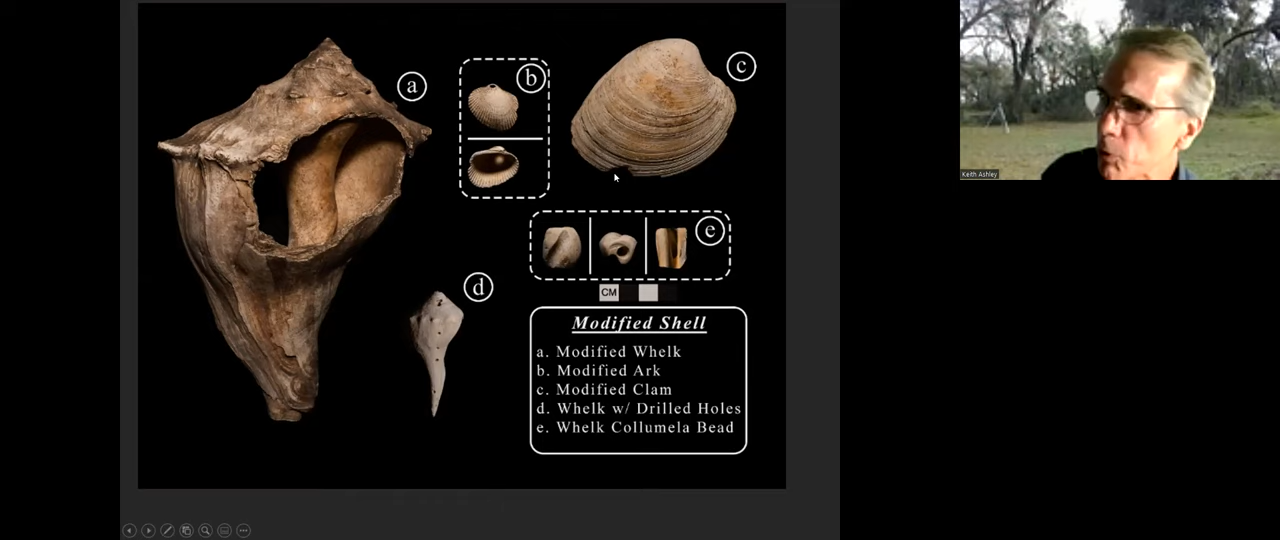 a
b
c
d
e
CM
Modified Shell
a. Modified Whelk
b. Modified Ark
c. Modified Clam
d. Whelk w/ Drilled Holes
e. Whelk Collumela Bead
Keith Ashley